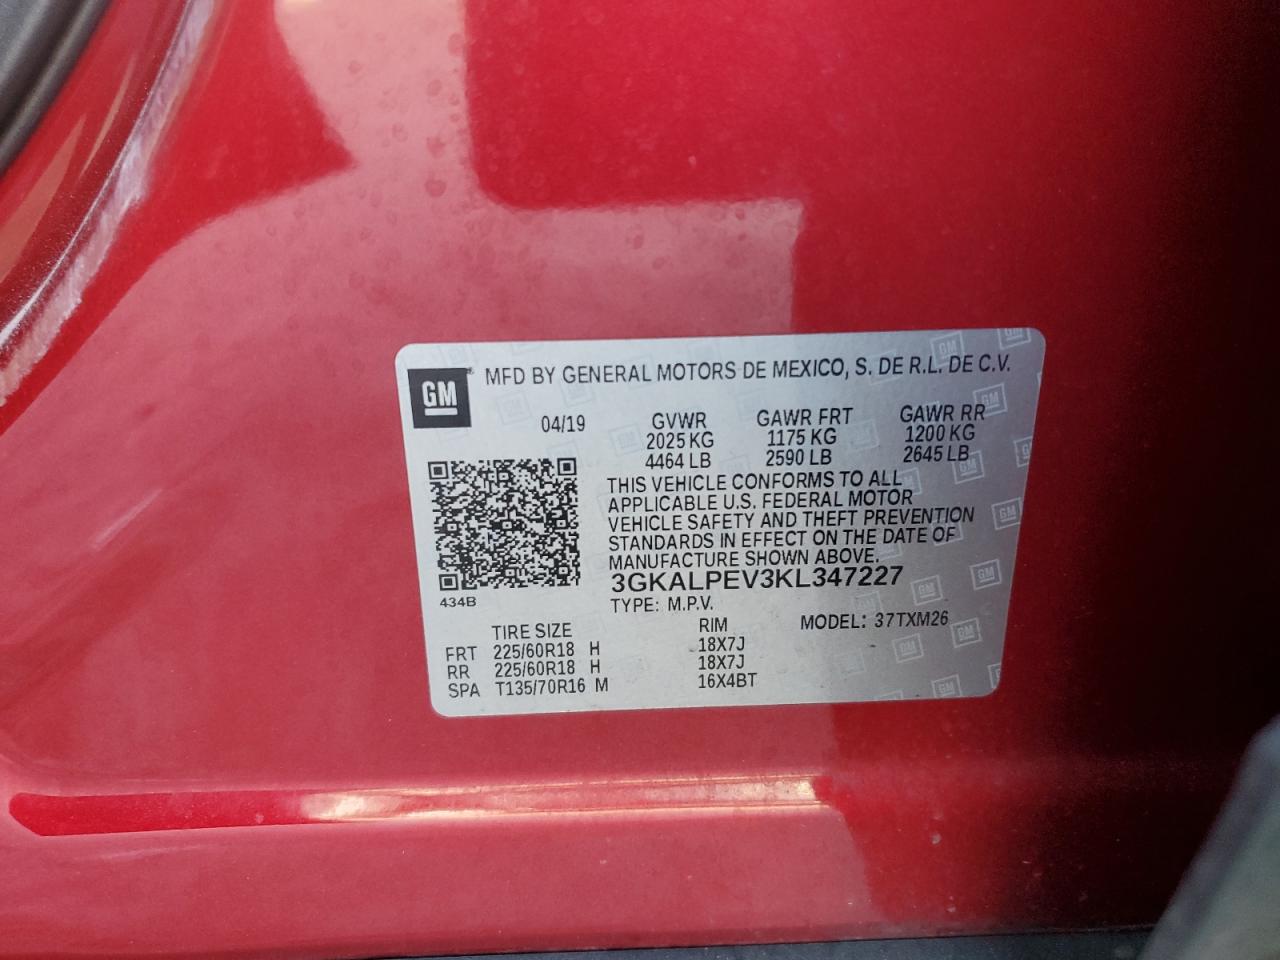 GM
MFD BY GENERAL MOTORS DE MEXICO, S. DE R.L. DE C.V.
04/19 GVWR GAWR FRT GAWR RR
2025 KG 1175 KG 1200 KG
4464 LB 2590 LB 2645 LB
THIS VEHICLE CONFORMS TO ALL
APPLICABLE U.S. FEDERAL MOTOR
VEHICLE SAFETY AND THEFT PREVENTION
STANDARDS IN EFFECT ON THE DATE OF
MANUFACTURE SHOWN ABOVE.
3GKALPEV3KL347227
434B
TYPE: M.P.V. MODEL: 37TXM26
TIRE SIZE RIM
FRT 225/60R18 H 18X7J
RR 225/60R18 H 18X7J
SPA T135/70R16 M 16X4BT